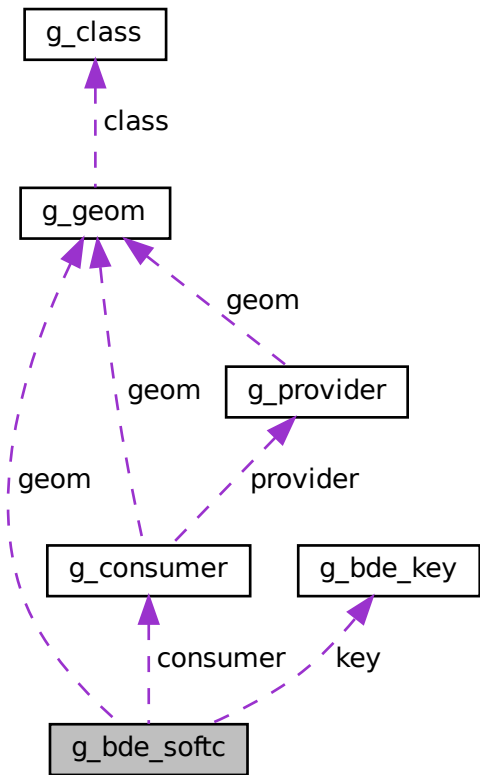 g_class
class
g_geom
geom
g_provider
geom
provider
geom
g_consumer
g_bde_key
consumer
key
g_bde_softc